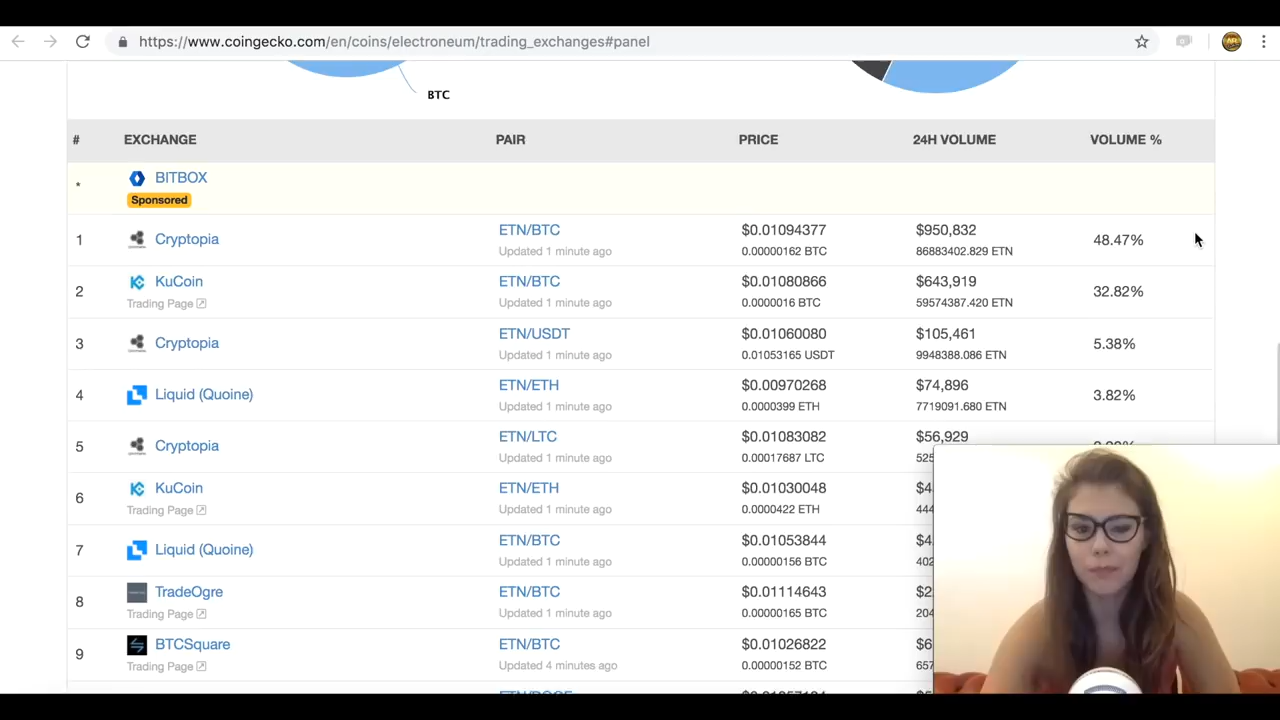 https://www.coingecko.com/en/coins/electroneum/trading_exchanges#panel
BTC
# EXCHANGE PAIR PRICE 24H VOLUME VOLUME %
* BITBOX
Sponsored
1 Cryptopia ETN/BTC $0.01094377 $950,832 48.47%
Updated 1 minute ago 0.00000162 BTC 86883402.829 ETN
2 KuCoin ETN/BTC $0.01080866 $643,919 32.82%
Trading Page Updated 1 minute ago 0.0000016 BTC 59574387.420 ETN
3 Cryptopia ETN/USDT $0.01060080 $105,461 5.38%
Updated 1 minute ago 0.01053165 USDT 9948388.086 ETN
4 Liquid (Quoine) ETN/ETH $0.00970268 $74,896 3.82%
Updated 1 minute ago 0.0000399 ETH 7719091.680 ETN
5 Cryptopia ETN/LTC $0.01083082 $56,929
Updated 1 minute ago 0.00017687 LTC 525
6 KuCoin ETN/ETH $0.01030048 $4
Trading Page Updated 1 minute ago 0.0000422 ETH 444
7 Liquid (Quoine) ETN/BTC $0.01053844 $4
Updated 1 minute ago 0.00000156 BTC 402
8 TradeOgre ETN/BTC $0.01114643 $2
Trading Page Updated 1 minute ago 0.00000165 BTC 204
9 BTCSquare ETN/BTC $0.01026822 $6
Trading Page Updated 4 minutes ago 0.00000152 BTC 657